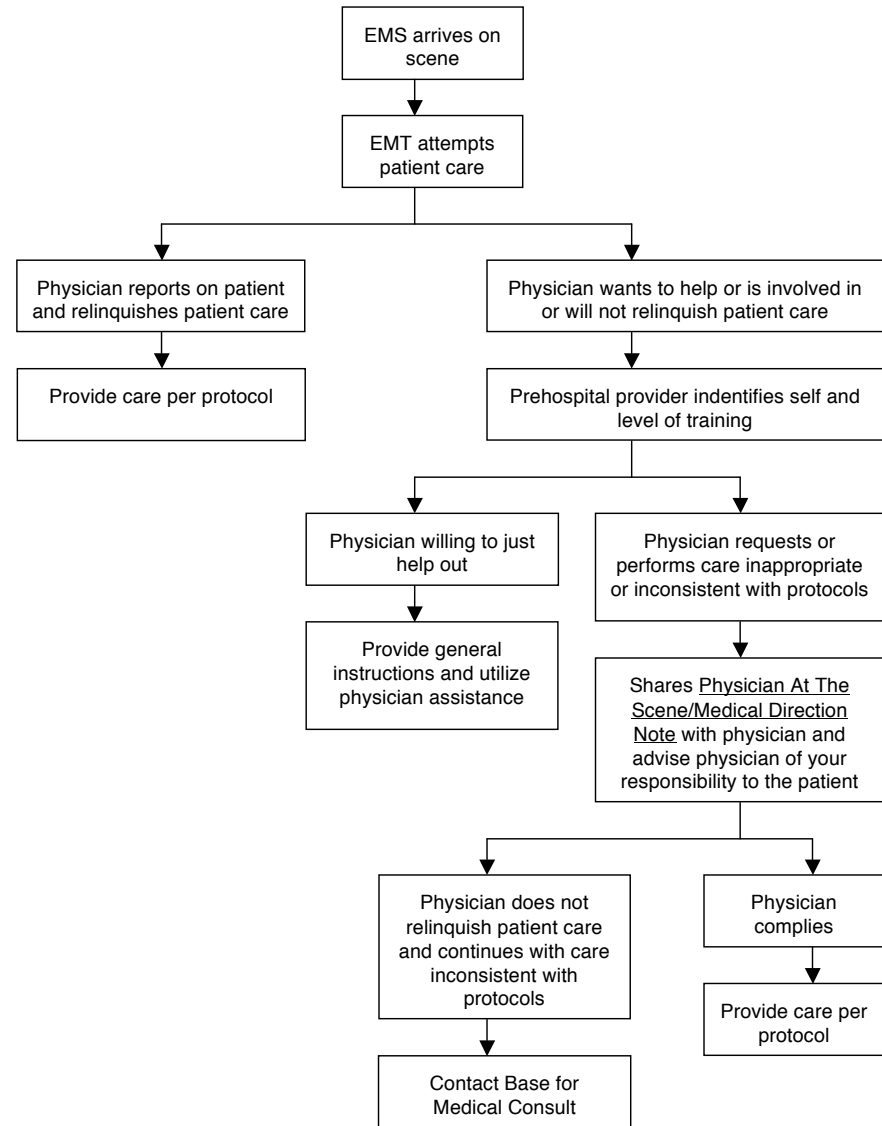 EMS arrives on
scene
EMT attempts
patient care
Physician reports on patient
and relinquishes patient care
Physician wants to help or is involved in
or will not relinquish patient care
Provide care per protocol
Prehospital provider indentifies self and
level of training
Physician willing to just
help out
Physician requests or
performs care inappropriate
or inconsistent with protocols
Provide general
instructions and utilize
physician assistance
Shares Physician At The
Scene/Medical Direction
Note with physician and
advise physician of your
responsibility to the patient
Physician does not
relinquish patient care
and continues with care
inconsistent with
protocols
Physician
complies
Provide care per
protocol
Contact Base for
Medical Consult